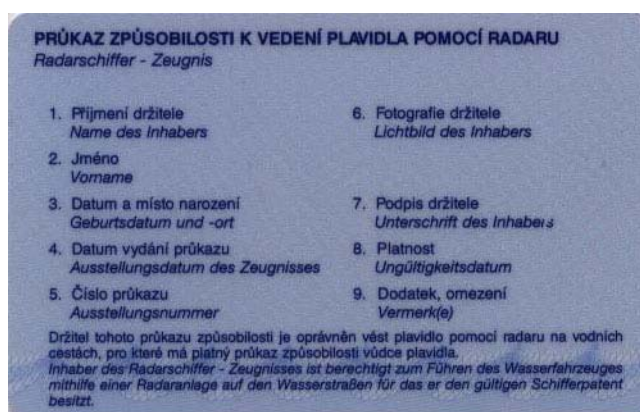 PRŮKAZ ZPŮSOBILOSTI K VEDENÍ PLAVIDLA POMOCÍ RADARU
Radarschiffer - Zeugnis
1. Příjmení držitele
Name des Inhabers
2. Jméno
Vorname
3. Datum a místo narození
Geburtsdatum und -ort
4. Datum vydání průkazu
Ausstellungsdatum des Zeugnisses
5. Číslo průkazu
Ausstellungsnummer
6. Fotografie držitele
Lichtbild des Inhabers
7. Podpis držitele
Unterschrift des Inhabers
8. Platnost
Ungültigkeitsdatum
9. Dodatek, omezení
Vermerk(e)
Držitel tohoto průkazu způsobilosti je oprávněn vést plavidlo pomocí radaru na vodních
cestách, pro které má platný průkaz způsobilosti vůdce plavidla.
Inhaber des Radarschiffer - Zeugnisses ist berechtigt zum Führen des Wasserfahrzeuges
mithilfe einer Radaranlage auf den Wasserstraßen für das er den gültigen Schifferpatent
besitzt.